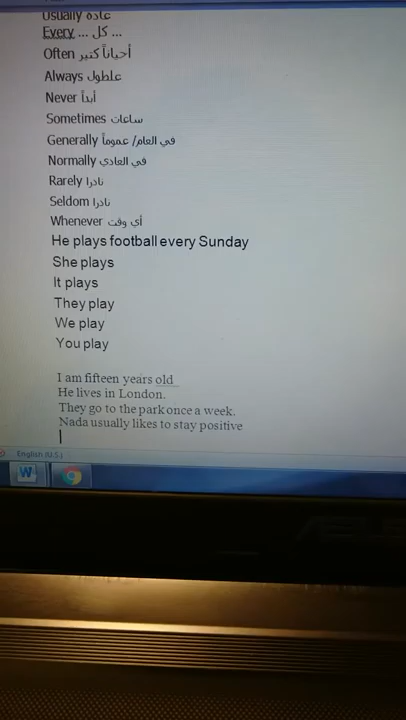 Usually عادة
Every ... كل ...
Often أحياناً كتير
Always علطول
Never أبداً
Sometimes ساعات
Generally في العام/ عموماً
Normally في العادي
Rarely نادرا
Seldom نادرا
Whenever أي وقت
He plays football every Sunday
She plays
It plays
They play
We play
You play
I am fifteen years old
He lives in London.
They go to the park once a week.
Nada usually likes to stay positive
English (U.S.)
W